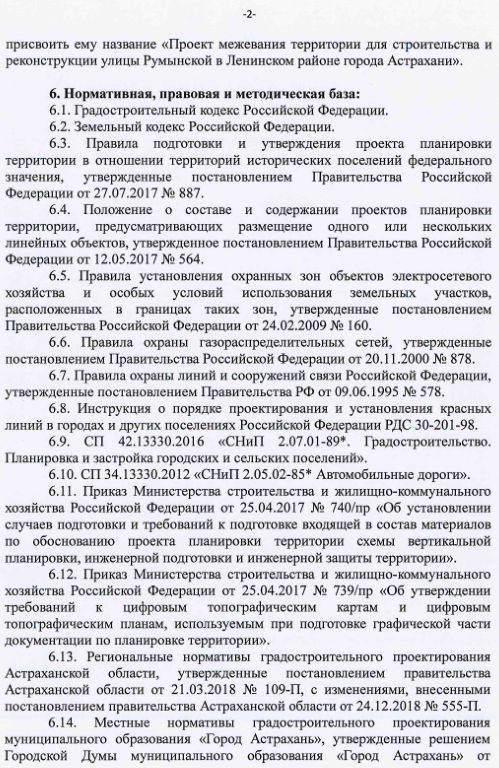 -2-
присвоить ему название «Проект межевания территории для строительства и
реконструкции улицы Румынской в Ленинском районе города Астрахани».
6. Нормативная, правовая и методическая база:
6.1. Градостроительный кодекс Российской Федерации.
6.2. Земельный кодекс Российской Федерации.
6.3. Правила подготовки и утверждения проекта планировки
территории в отношении территорий исторических поселений федерального
значения, утвержденные постановлением Правительства Российской
Федерации от 27.07.2017 № 887.
6.4. Положение о составе и содержании проектов планировки
территории, предусматривающих размещение одного или нескольких
линейных объектов, утвержденное постановлением Правительства Российской
Федерации от 12.05.2017 № 564.
6.5. Правила установления охранных зон объектов электросетевого
хозяйства и особых условий использования земельных участков,
расположенных в границах таких зон, утвержденные постановлением
Правительства Российской Федерации от 24.02.2009 № 160.
6.6. Правила охраны газораспределительных сетей, утвержденные
постановлением Правительства Российской Федерации от 20.11.2000 № 878.
6.7. Правила охраны линий и сооружений связи Российской Федерации,
утвержденные постановлением Правительства РФ от 09.06.1995 № 578.
6.8. Инструкция о порядке проектирования и установления красных
линий в городах и других поселениях Российской Федерации РДС 30-201-98.
6.9. СП 42.13330.2016 «СНиП 2.07.01-89*. Градостроительство.
Планировка и застройка городских и сельских поселений».
6.10. СП 34.13330.2012 «СНиП 2.05.02-85* Автомобильные дороги».
6.11. Приказ Министерства строительства и жилищно-коммунального
хозяйства Российской Федерации от 25.04.2017 № 740/пр «Об установлении
случаев подготовки и требований к подготовке входящей в состав материалов
по обоснованию проекта планировки территории схемы вертикальной
планировки, инженерной подготовки и инженерной защиты территории».
6.12. Приказ Министерства строительства и жилищно-коммунального
хозяйства Российской Федерации от 25.04.2017 № 739/пр «Об утверждении
требований к цифровым топографическим картам и цифровым
топографическим планам, используемым при подготовке графической части
документации по планировке территории».
6.13. Региональные нормативы градостроительного проектирования
Астраханской области, утвержденные постановлением правительства
Астраханской области от 21.03.2018 № 109-П, с изменениями, внесенными
постановлением правительства Астраханской области от 24.12.2018 № 555-П.
6.14. Местные нормативы градостроительного проектирования
муниципального образования «Город Астрахань», утвержденные решением
Городской Думы муниципального образования «Город Астрахань» от